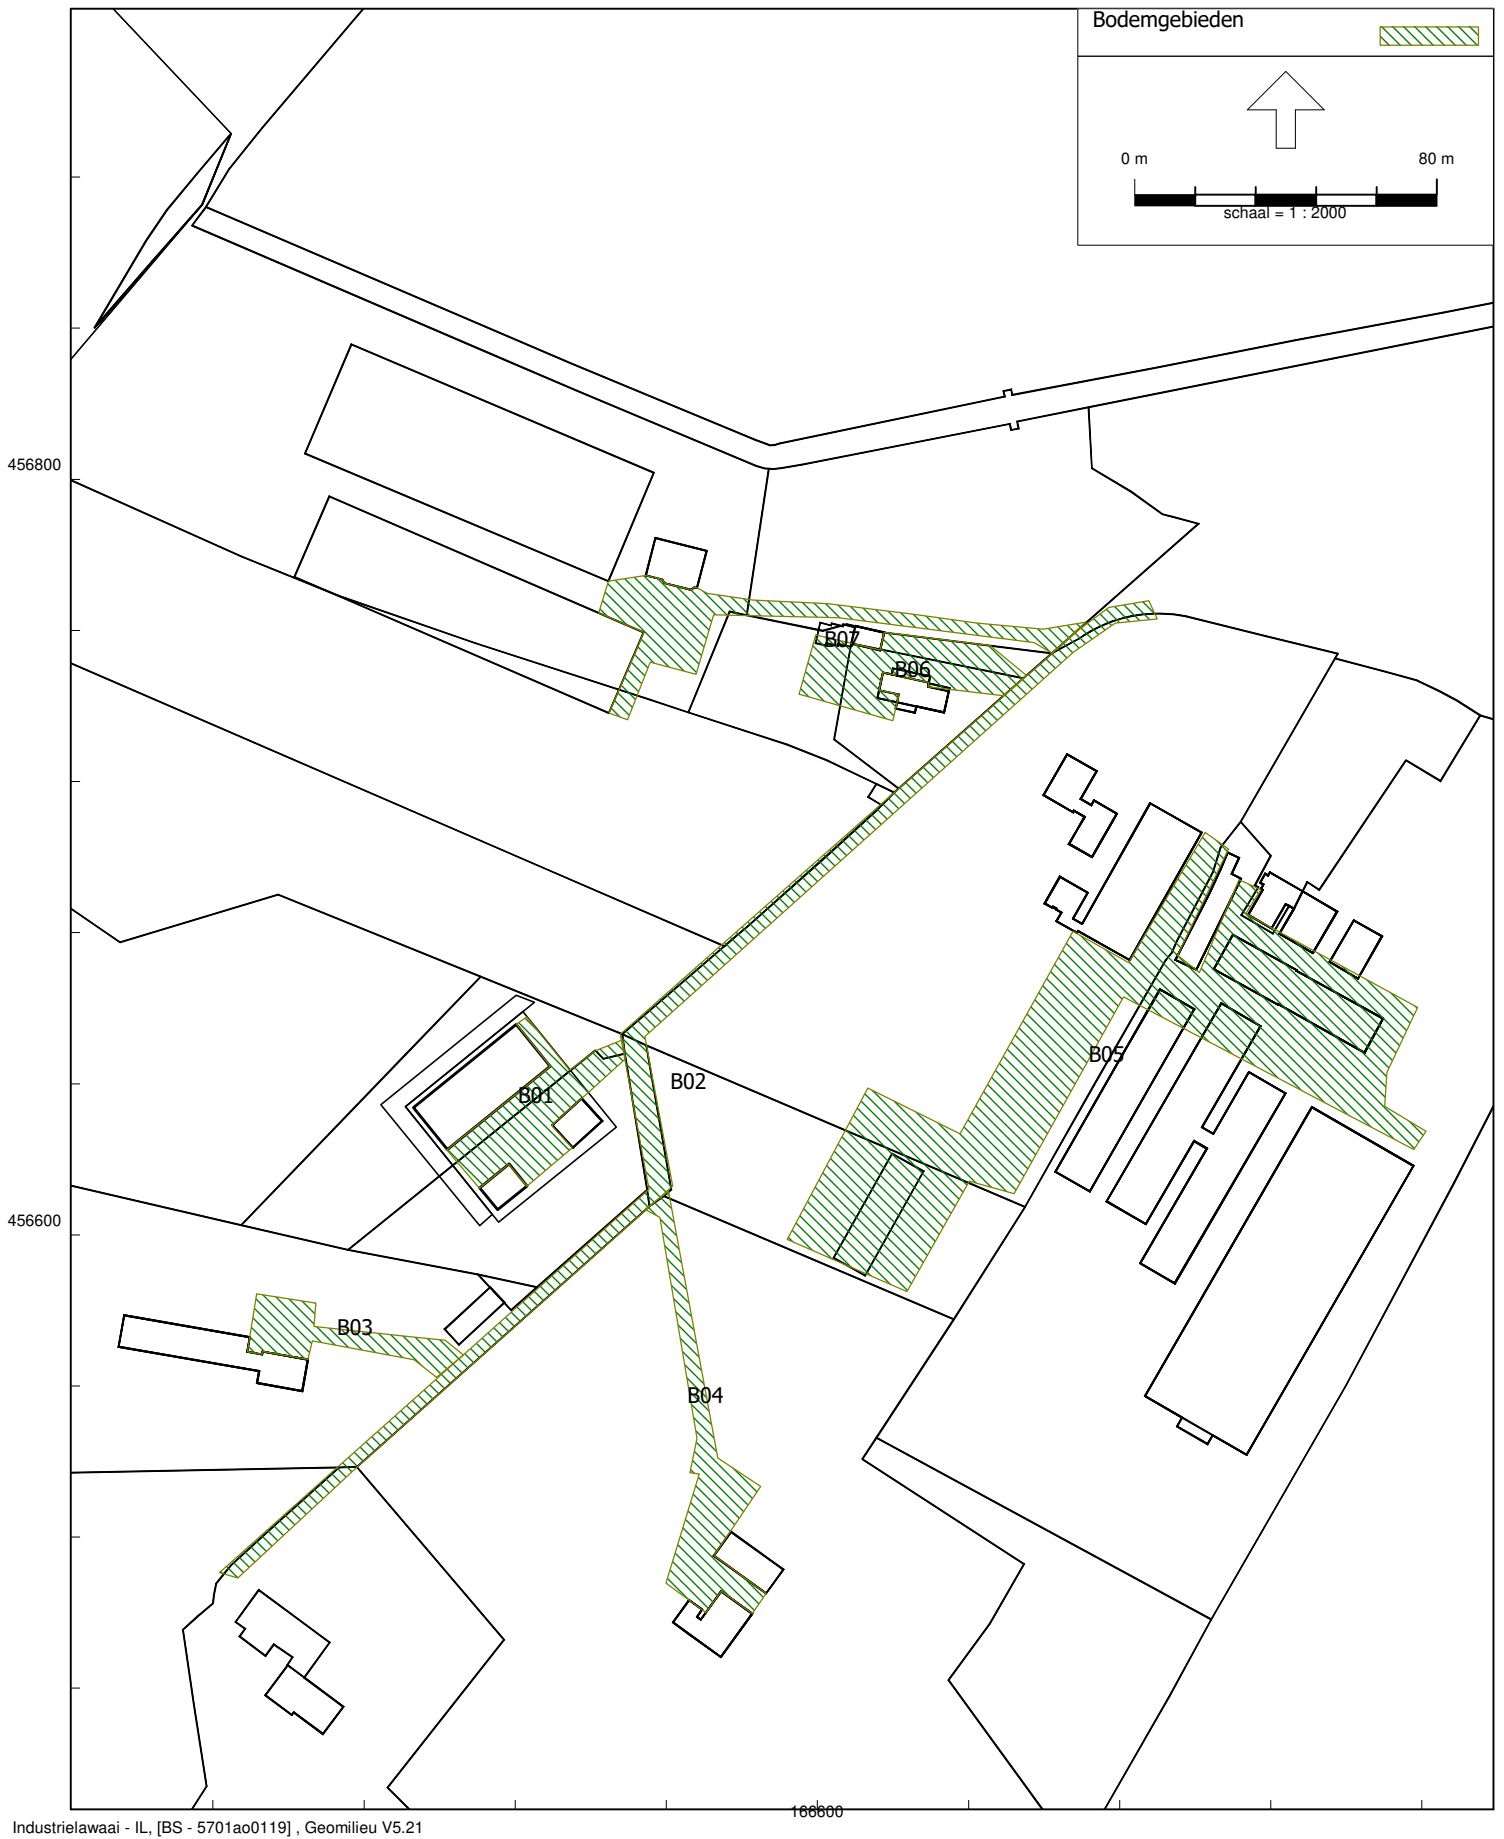 Bodemgebieden
0 m 80 m
schaal = 1 : 2000
456800
B07
B06
B05
B02
B01
456600
B03
B04
166600
Industrielawaai - IL, [BS - 5701ao0119] , Geomilieu V5.21